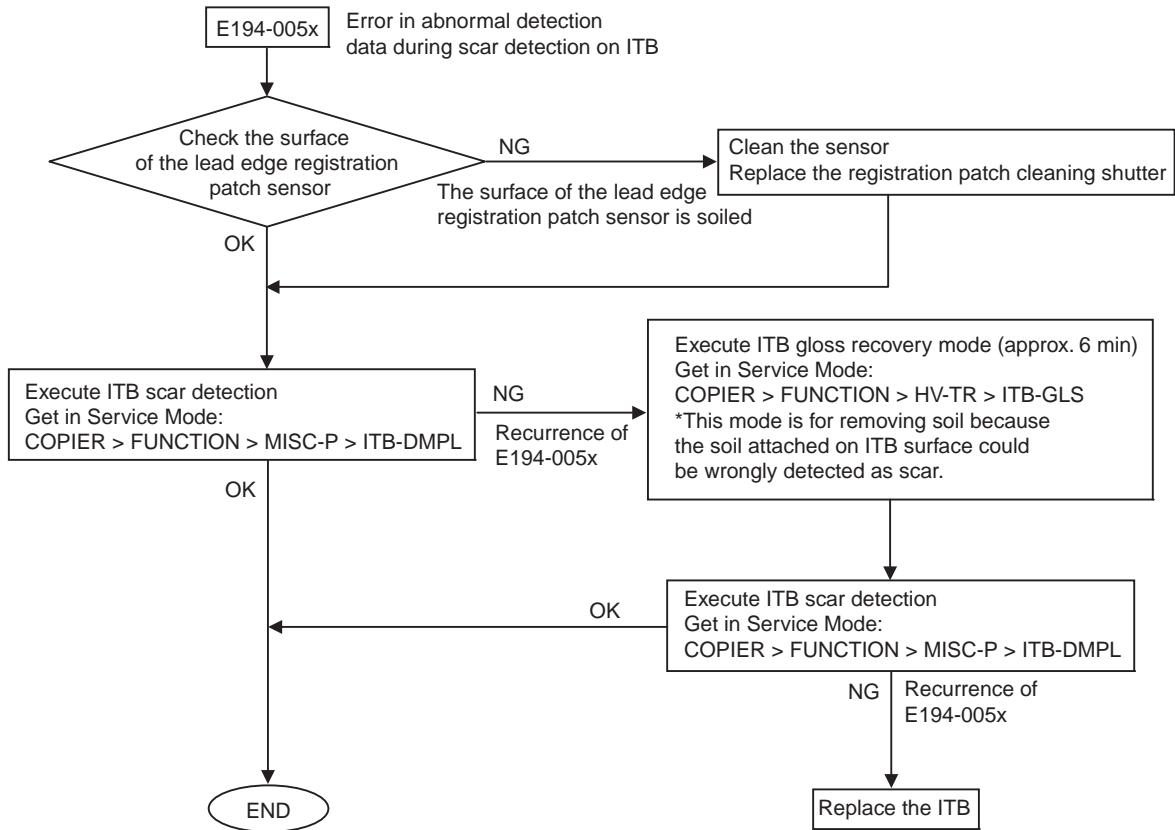 E194-005x
Error in abnormal detection
data during scar detection on ITB
Check the surface
of the lead edge registration
patch sensor
NG
The surface of the lead edge
registration patch sensor is soiled
Clean the sensor
Replace the registration patch cleaning shutter
OK
Execute ITB scar detection
Get in Service Mode:
COPIER > FUNCTION > MISC-P > ITB-DMPL
NG
Recurrence of
E194-005x
Execute ITB gloss recovery mode (approx. 6 min)
Get in Service Mode:
COPIER > FUNCTION > HV-TR > ITB-GLS
*This mode is for removing soil because
the soil attached on ITB surface could
be wrongly detected as scar.
OK
Execute ITB scar detection
Get in Service Mode:
COPIER > FUNCTION > MISC-P > ITB-DMPL
OK
NG
Recurrence of
E194-005x
END
Replace the ITB